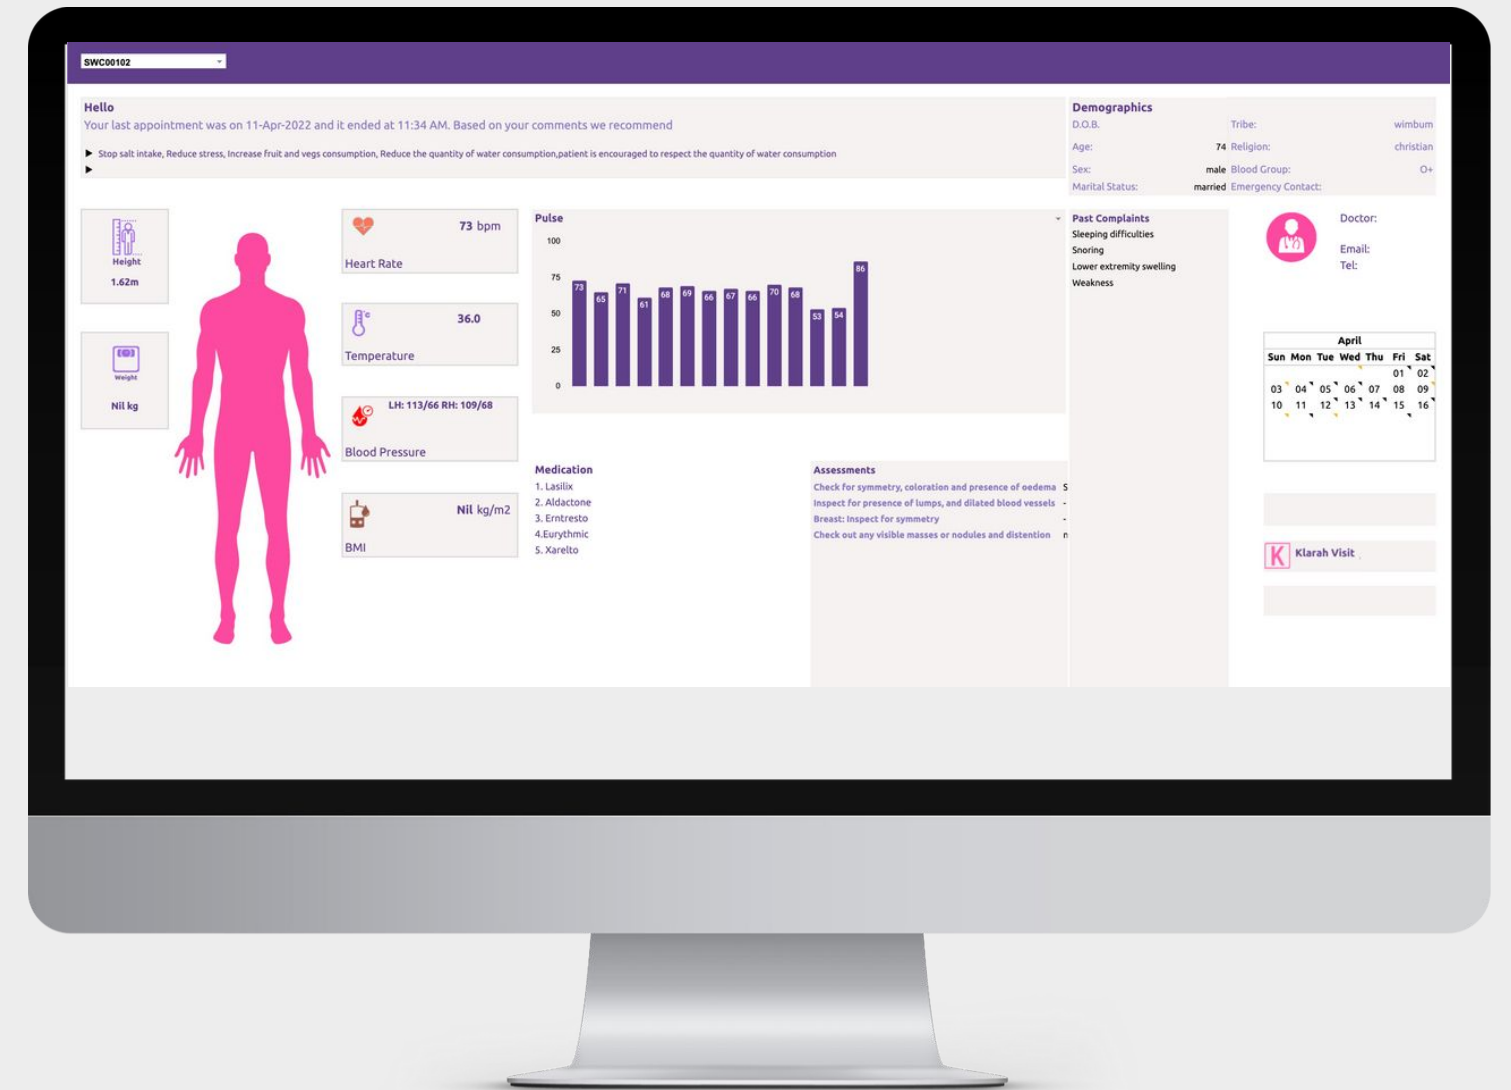 SWC00102
Hello
Your last appointment was on 11-Apr-2022 and it ended at 11:34 AM. Based on your comments we recommend
Stop salt intake, Reduce stress, Increase fruit and vegs consumption, Reduce the quantity of water consumption,patient is encouraged to respect the quantity of water consumption
Demographics
D.O.B.
Tribe: wimbum
Age: 74
Religion: christian
Sex: male
Blood Group: O+
Marital Status: married
Emergency Contact:
Height
1.62m
Weight
Nil kg
73 bpm
Heart Rate
°c
36.0
Temperature
LH: 113/66 RH: 109/68
Blood Pressure
Nil kg/m2
BMI
Pulse
100
75
50
25
0
73
65
71
61
68
69
66
67
66
70
68
53
54
86
Medication
1. Lasilix
2. Aldactone
3. Erntresto
4.Eurythmic
5. Xarelto
Assessments
Check for symmetry, coloration and presence of oedema S
Inspect for presence of lumps, and dilated blood vessels -
Breast: Inspect for symmetry -
Check out any visible masses or nodules and distention n
Past Complaints
Sleeping difficulties
Snoring
Lower extremity swelling
Weakness
Doctor:
Email:
Tel:
April
Sun Mon Tue Wed Thu Fri Sat
01 02
03 04 05 06 07 08 09
10 11 12 13 14 15 16
K Klarah Visit